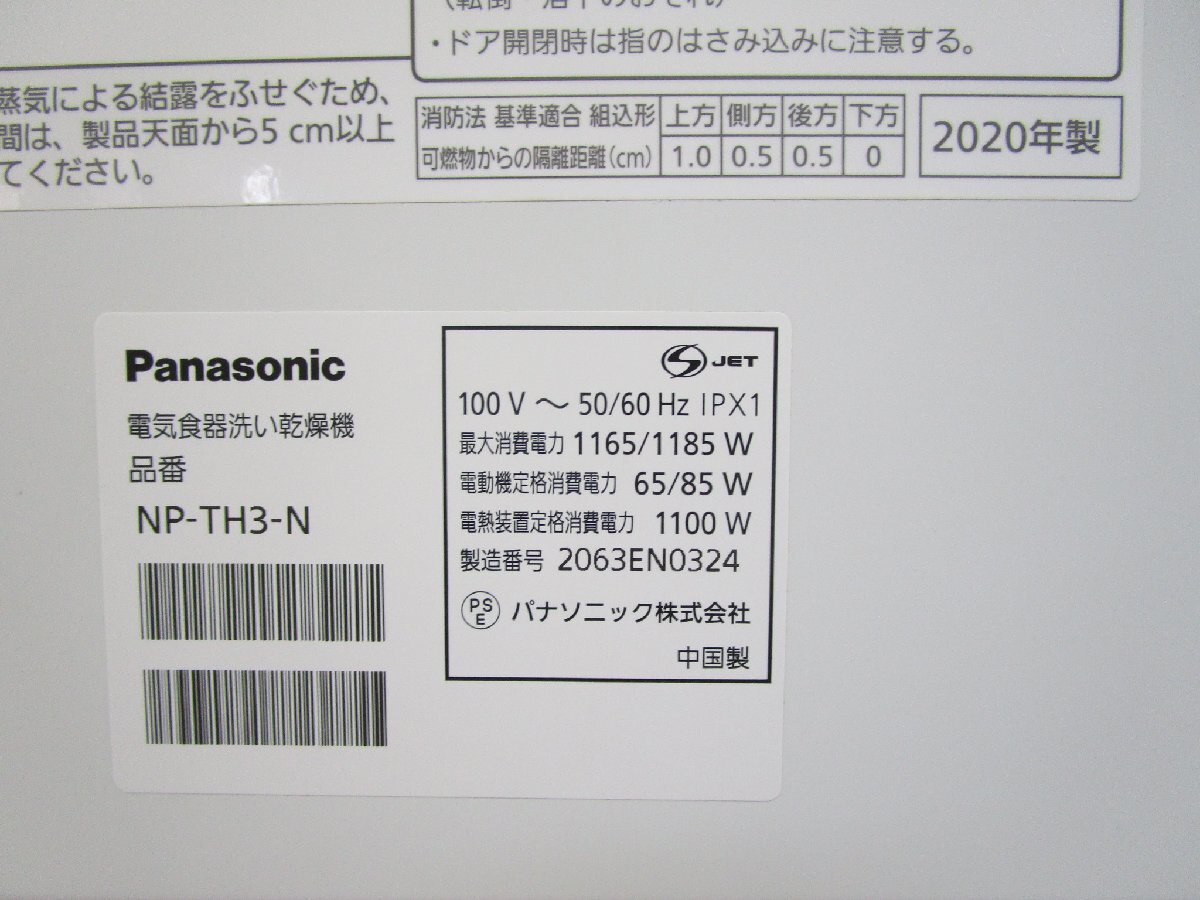 ・ドア開閉時は指のはさみ込みに注意する。
蒸気による結露をふせぐため、
間は、製品天面から5 cm以上
てください。
消防法 基準適合 組込形 上方 側方 後方 下方
可燃物からの隔離距離(cm) 1.0 0.5 0.5 0
2020年製
Panasonic
電気食器洗い乾燥機
品番
NP-TH3-N
S JET
100 V ～ 50/60 Hz IPX1
最大消費電力 1165/1185 W
電動機定格消費電力 65/85 W
電熱装置定格消費電力 1100 W
製造番号 2063EN0324
PSE パナソニック株式会社
中国製